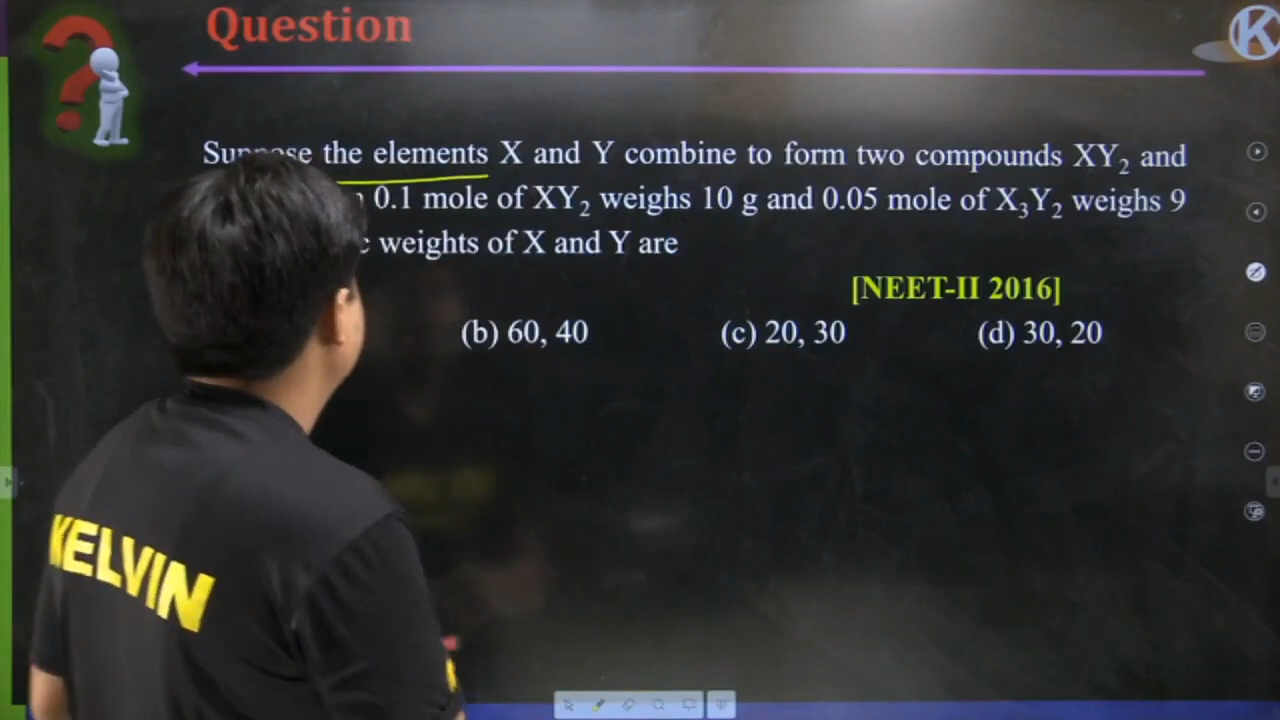 Question
Suppose the elements X and Y combine to form two compounds XY₂ and
0.1 mole of XY₂ weighs 10 g and 0.05 mole of X₃Y₂ weighs 9
weights of X and Y are
[NEET-II 2016]
(b) 60, 40 (c) 20, 30 (d) 30, 20
KELVIN
K